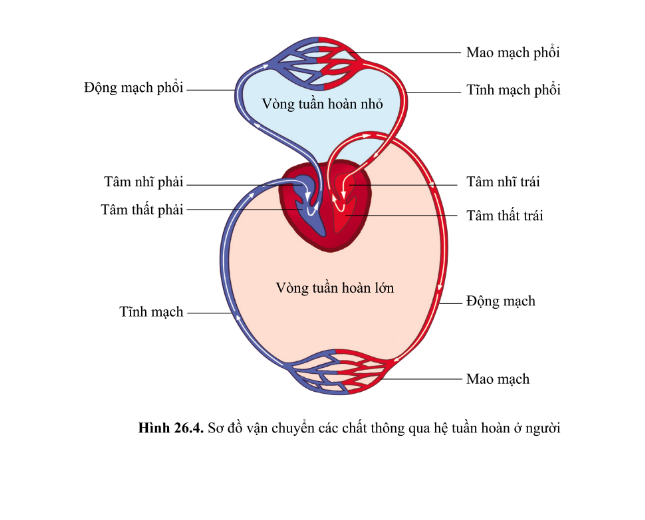 Mao mạch phổi
Động mạch phổi
Tĩnh mạch phổi
Vòng tuần hoàn nhỏ
Tâm nhĩ phải
Tâm nhĩ trái
Tâm thất phải
Tâm thất trái
Vòng tuần hoàn lớn
Tĩnh mạch
Động mạch
Mao mạch
Hình 26.4. Sơ đồ vận chuyển các chất thông qua hệ tuần hoàn ở người